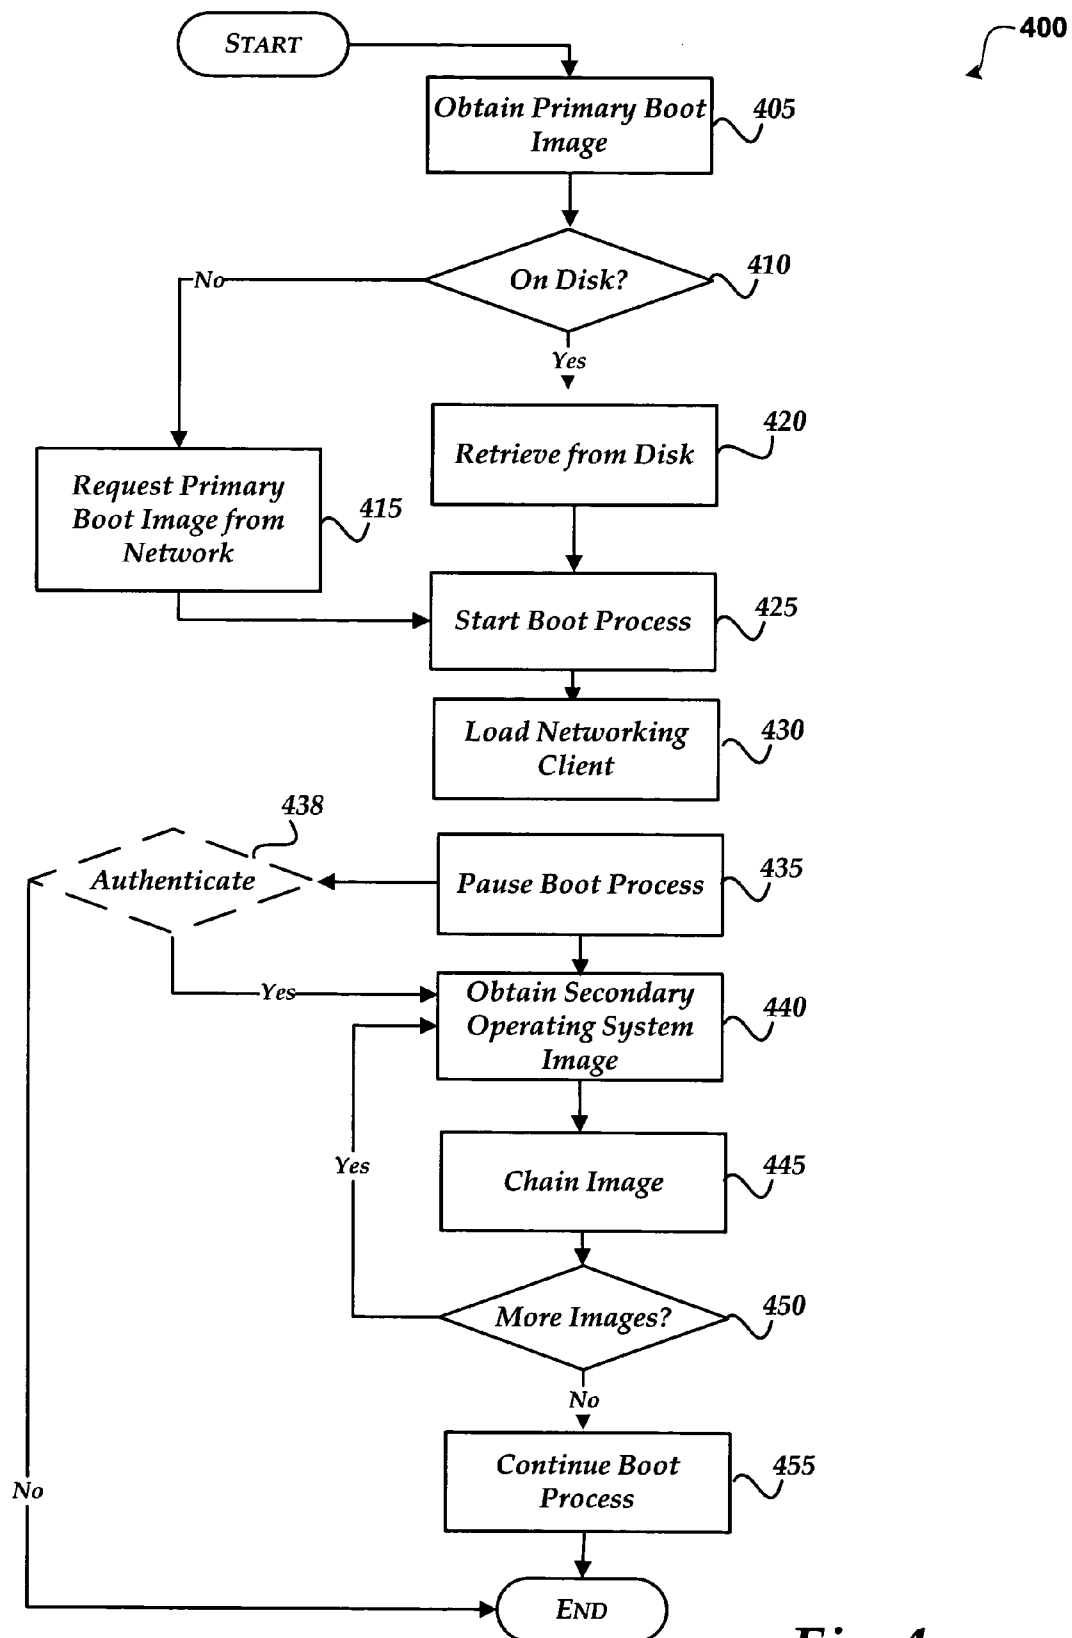 START
400
Obtain Primary Boot
Image
405
On Disk?
410
No
Yes
Retrieve from Disk
420
Request Primary
Boot Image from
Network
415
Start Boot Process
425
Load Networking
Client
430
438
Authenticate
Pause Boot Process
435
Yes
Obtain Secondary
Operating System
Image
440
Yes
Chain Image
445
More Images?
450
No
Continue Boot
Process
455
No
END
Fig. 4